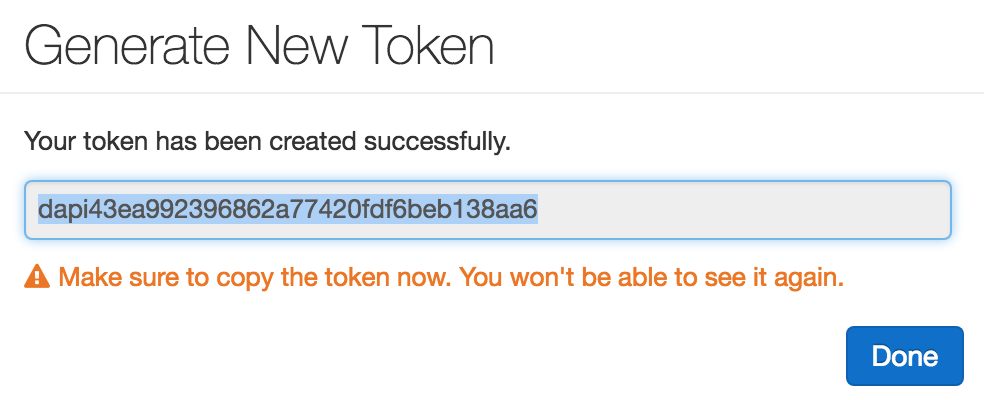 Generate New Token
Your token has been created successfully.
dapi43ea992396862a77420fdf6beb138aa6
Make sure to copy the token now. You won't be able to see it again.
Done